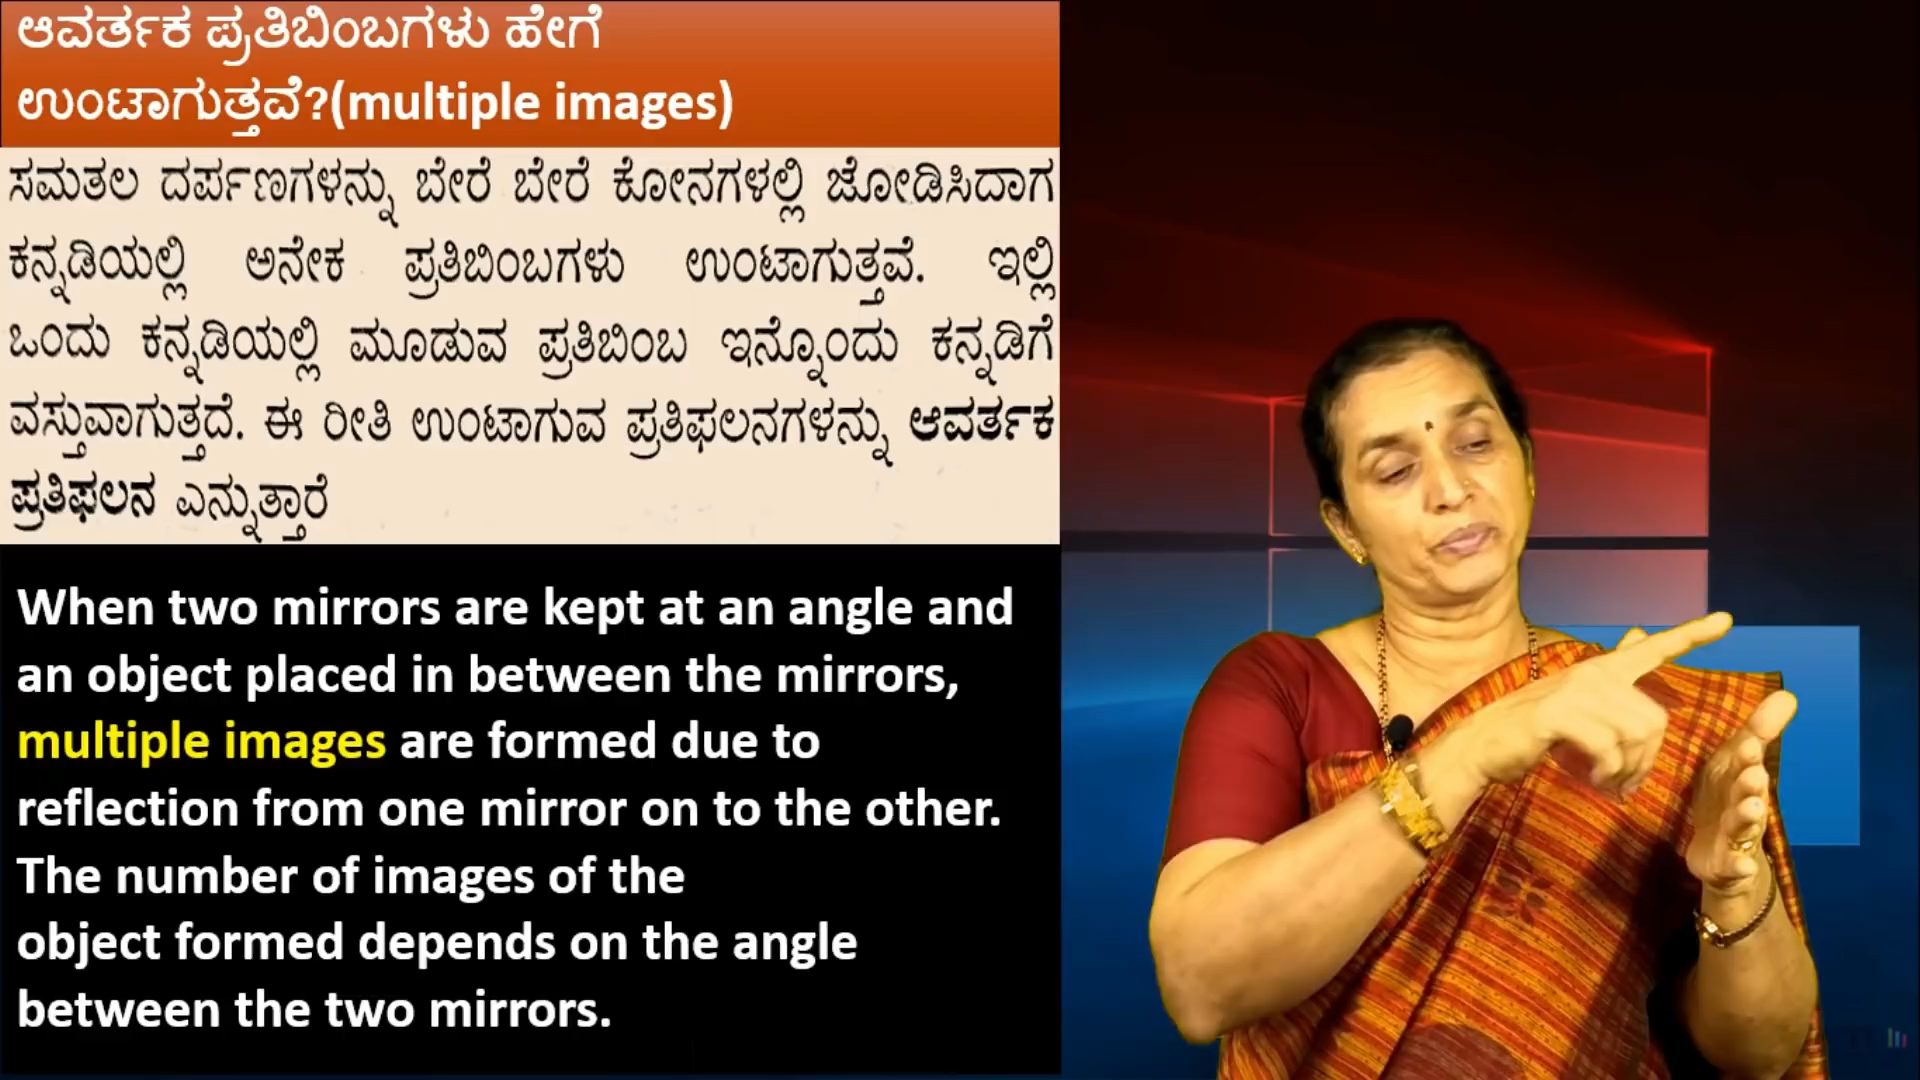 ಆವರ್ತಕ ಪ್ರತಿಬಿಂಬಗಳು ಹೇಗೆ
ಉಂಟಾಗುತ್ತವೆ?(multiple images)
ಸಮತಲ ದರ್ಪಣಗಳನ್ನು ಬೇರೆ ಬೇರೆ ಕೋನಗಳಲ್ಲಿ ಜೋಡಿಸಿದಾಗ
ಕನ್ನಡಿಯಲ್ಲಿ ಅನೇಕ ಪ್ರತಿಬಿಂಬಗಳು ಉಂಟಾಗುತ್ತವೆ. ಇಲ್ಲಿ
ಒಂದು ಕನ್ನಡಿಯಲ್ಲಿ ಮೂಡುವ ಪ್ರತಿಬಿಂಬ ಇನ್ನೊಂದು ಕನ್ನಡಿಗೆ
ವಸ್ತುವಾಗುತ್ತದೆ. ಈ ರೀತಿ ಉಂಟಾಗುವ ಪ್ರತಿಫಲನಗಳನ್ನು ಆವರ್ತಕ
ಪ್ರತಿಫಲನ ಎನ್ನುತ್ತಾರೆ
When two mirrors are kept at an angle and
an object placed in between the mirrors,
multiple images are formed due to
reflection from one mirror on to the other.
The number of images of the
object formed depends on the angle
between the two mirrors.